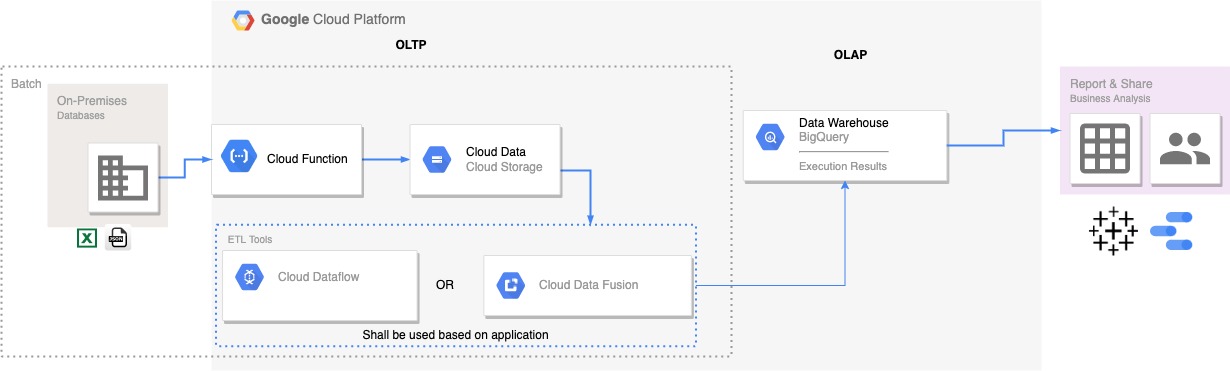 Google Cloud Platform
OLTP
OLAP
Batch
On-Premises
Databases
Cloud Function
Cloud Data
Cloud Storage
Data Warehouse
BigQuery
Execution Results
Report & Share
Business Analysis
JSON
ETL Tools
Cloud Dataflow
OR
Cloud Data Fusion
Shall be used based on application